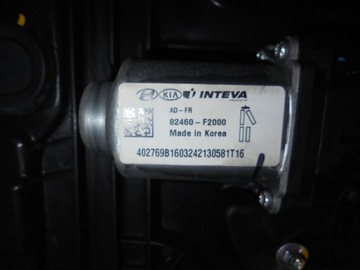 KIA INTEVA
AD-FR
82460-F2000
Made in Korea
402769B1603242130581T16